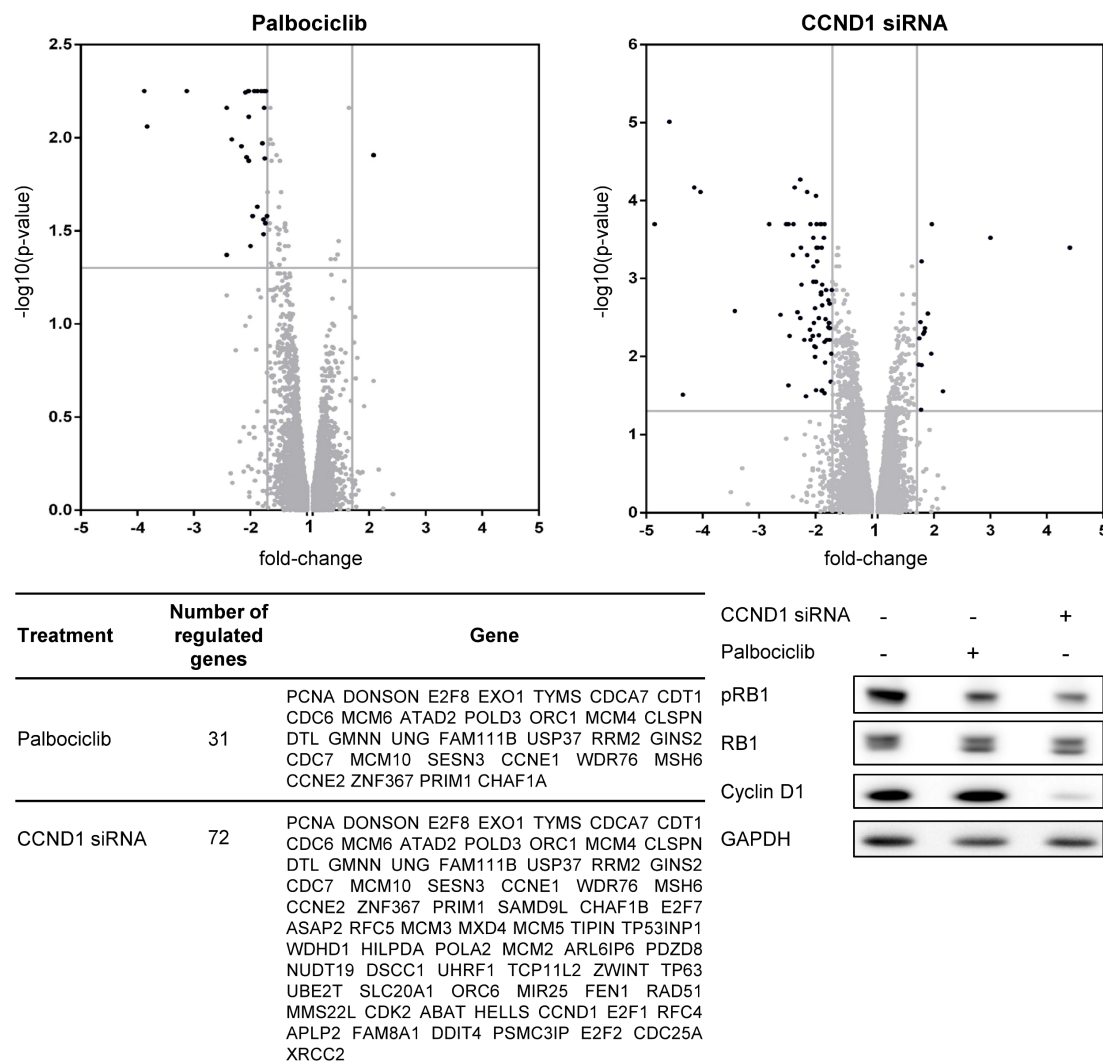 Palbociclib
2.5
2.0
1.5
1.0
0.5
0.0
-log10(p-value)
-5 -4 -3 -2 1 2 3 4 5
fold-change
CCND1 siRNA
6
5
4
3
2
1
0
-log10(p-value)
-5 -4 -3 -2 1 2 3 4 5
fold-change
Treatment
Number of
regulated
genes
Gene
Palbociclib
31
PCNA DONSON E2F8 EXO1 TYMS CDCA7 CDT1
CDC6 MCM6 ATAD2 POLD3 ORC1 MCM4 CLSPN
DTL GMNN UNG FAM111B USP37 RRM2 GINS2
CDC7 MCM10 SESN3 CCNE1 WDR76 MSH6
CCNE2 ZNF367 PRIM1 CHAF1A
CCND1 siRNA
72
PCNA DONSON E2F8 EXO1 TYMS CDCA7 CDT1
CDC6 MCM6 ATAD2 POLD3 ORC1 MCM4 CLSPN
DTL GMNN UNG FAM111B USP37 RRM2 GINS2
CDC7 MCM10 SESN3 CCNE1 WDR76 MSH6
CCNE2 ZNF367 PRIM1 SAMD9L CHAF1B E2F7
ASAP2 RFC5 MCM3 MXD4 MCM5 TIPIN TP53INP1
WDHD1 HILPDA POLA2 MCM2 ARL6IP6 PDZD8
NUDT19 DSCC1 UHRF1 TCP11L2 ZWINT TP63
UBE2T SLC20A1 ORC6 MIR25 FEN1 RAD51
MMS22L CDK2 ABAT HELLS CCND1 E2F1 RFC4
APLP2 FAM8A1 DDIT4 PSMC3IP E2F2 CDC25A
XRCC2
CCND1 siRNA - - +
Palbociclib - + -
pRB1
RB1
Cyclin D1
GAPDH